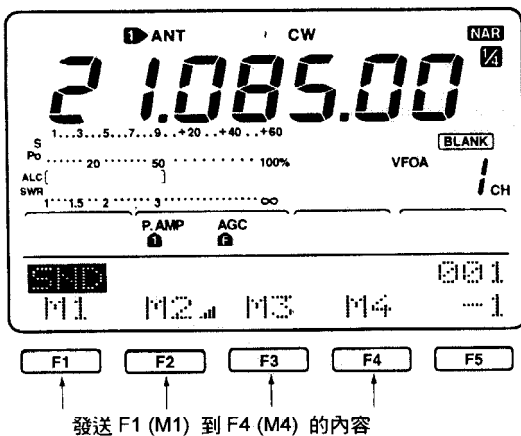 1 ANT CW NAR
1/4
21.085.00
S 1...3...5...7...9..+20..+40..+60
Po ...... 20 ......... 50 ............. 100%
BLANK
VFOA
ALC
1 CH
SWR 1....1.5..2.......3..................∞
P.AMP AGC
1 F
SND 001
M1 M2 M3 M4 ---1
F1 F2 F3 F4 F5
發送 F1 (M1) 到 F4 (M4) 的內容